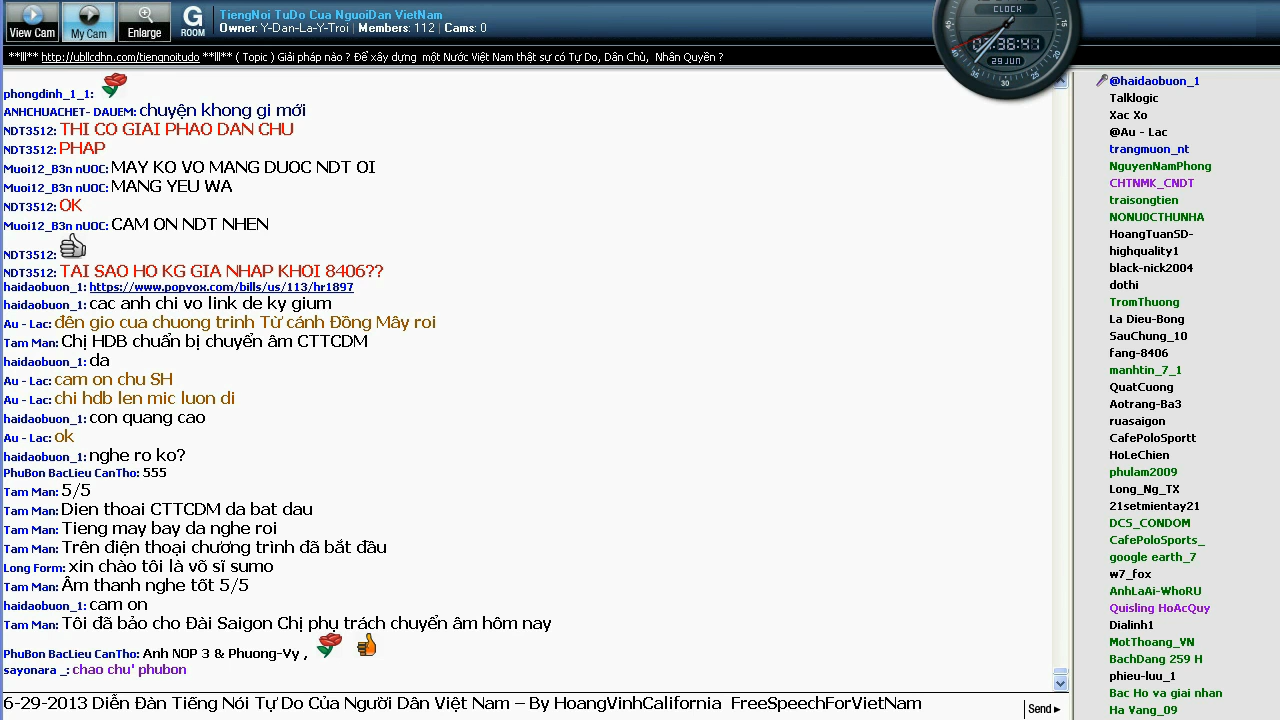 TiengNoi TuDo Cua NguoiDan VietNam
Owner: Y-Dan-La-Y-Troi | Members: 112 | Cams: 0
View Cam
My Cam
Enlarge
G ROOM
CLOCK
29 JUN
**lll** http://ubllcdhn.com/tiengnoitudo **lll** ( Topic ) Giải pháp nào ? Để xây dựng một Nước Việt Nam thật sự có Tự Do, Dân Chủ, Nhân Quyền ?
phongdinh_1_1:
ANHCHUACHET- DAUEM: chuyện khong gi mới
NDT3512: THI CO GIAI PHAO DAN CHU
NDT3512: PHAP
Muoi12_B3n nUOC: MAY KO VO MANG DUOC NDT OI
Muoi12_B3n nUOC: MANG YEU WA
NDT3512: OK
Muoi12_B3n nUOC: CAM ON NDT NHEN
NDT3512:
NDT3512: TAI SAO HO KG GIA NHAP KHOI 8406??
haidaobuon_1: https://www.popvox.com/bills/us/113/hr1897
haidaobuon_1: cac anh chi vo link de ky gium
Au - Lac: đên gio cua chuong trinh Từ cánh Đồng Mây roi
Tam Man: Chị HDB chuẩn bị chuyển âm CTTCDM
haidaobuon_1: da
Au - Lac: cam on chu SH
Au - Lac: chi hdb len mic luon di
haidaobuon_1: con quang cao
Au - Lac: ok
haidaobuon_1: nghe ro ko?
PhuBon BacLieu CanTho: 555
Tam Man: 5/5
Tam Man: Dien thoai CTTCDM da bat dau
Tam Man: Tieng may bay da nghe roi
Tam Man: Trên điện thoại chương trình đã bắt đầu
Long Form: xin chào tôi là võ sĩ sumo
Tam Man: Âm thanh nghe tốt 5/5
haidaobuon_1: cam on
Tam Man: Tôi đã bảo cho Đài Saigon Chị phụ trách chuyển âm hôm nay
PhuBon BacLieu CanTho: Anh NOP 3 & Phuong-Vy ,
sayonara _: chao chu' phubon
6-29-2013 Diễn Đàn Tiếng Nói Tự Do Của Người Dân Việt Nam – By HoangVinhCalifornia FreeSpeechForVietNam
Send
@haidaobuon_1
Talklogic
Xac Xo
@Au - Lac
trangmuon_nt
NguyenNamPhong
CHTNMK_CNDT
traisongtien
NONU0CTHUNHA
HoangTuanSD-
highquality1
black-nick2004
dothi
TromThuong
La Dieu-Bong
SauChung_10
fang-8406
manhtin_7_1
QuatCuong
Aotrang-Ba3
ruasaigon
CafePoloSportt
HoLeChien
phulam2009
Long_Ng_TX
21setmientay21
DCS_CONDOM
CafePoloSports_
google earth_7
w7_fox
AnhLaAi-WhoRU
Quisling HoAcQuy
Dialinh1
MotThoang_VN
BachDang 259 H
phieu-luu_1
Bac Ho va giai nhan
Ha Vang_09